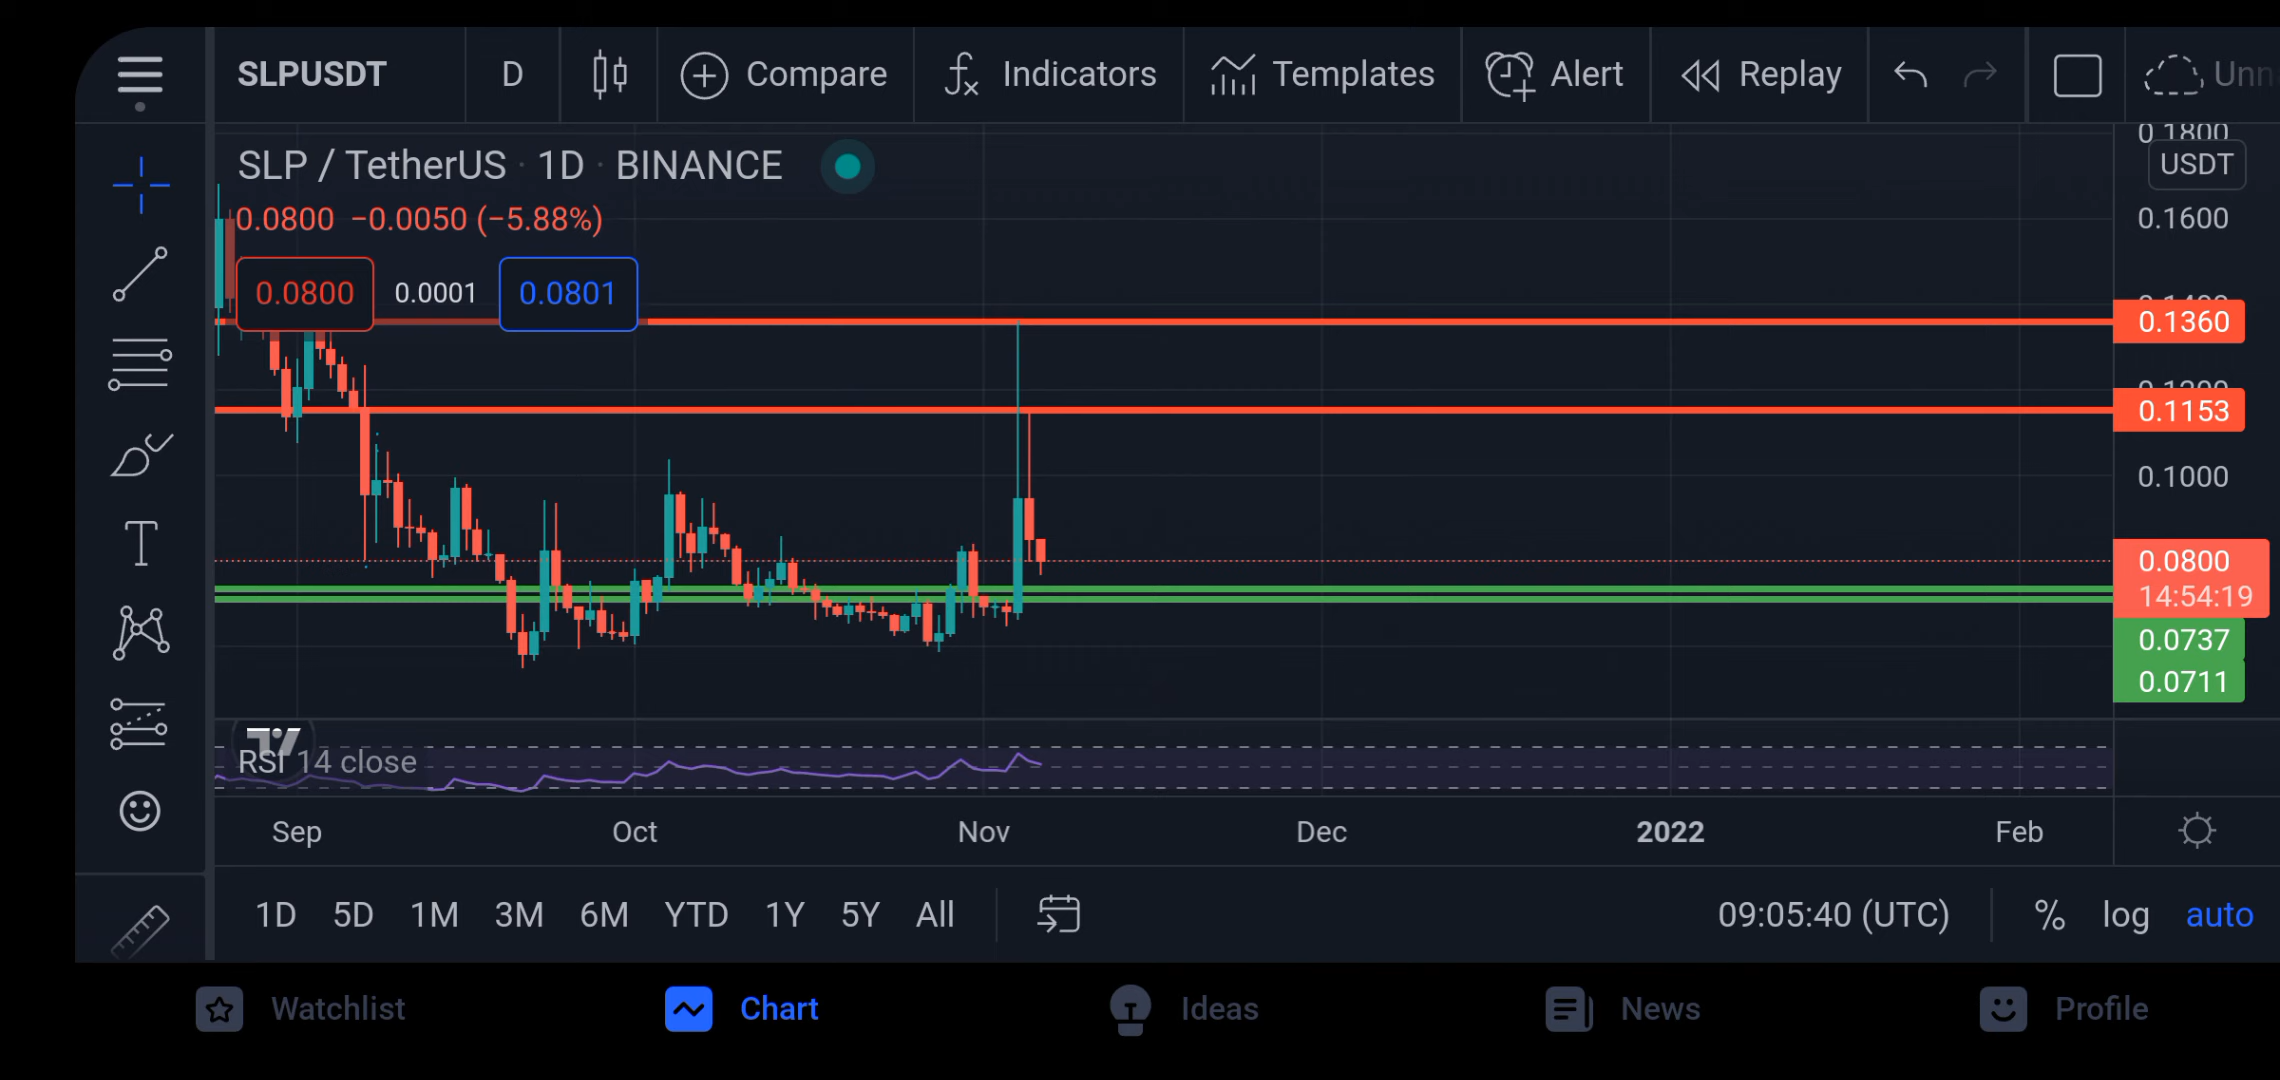 SLPUSDT D Compare Indicators Templates Alert Replay Unn
SLP / TetherUS · 1D · BINANCE
0.0800 −0.0050 (−5.88%)
0.0800 0.0001 0.0801
0.1800
USDT
0.1600
0.1400
0.1360
0.1200
0.1153
0.1000
0.0800
14:54:19
0.0737
0.0711
RSI 14 close
Sep Oct Nov Dec 2022 Feb
1D 5D 1M 3M 6M YTD 1Y 5Y All 09:05:40 (UTC) % log auto
Watchlist Chart Ideas News Profile